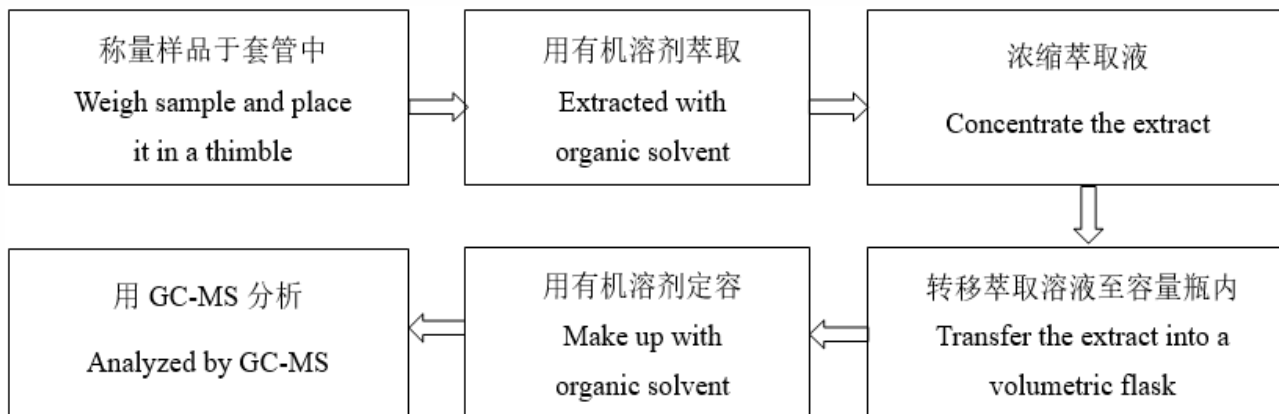 称量样品于套管中
Weigh sample and place
it in a thimble
用有机溶剂萃取
Extracted with
organic solvent
浓缩萃取液
Concentrate the extract
转移萃取溶液至容量瓶内
Transfer the extract into a
volumetric flask
用有机溶剂定容
Make up with
organic solvent
用 GC-MS 分析
Analyzed by GC-MS